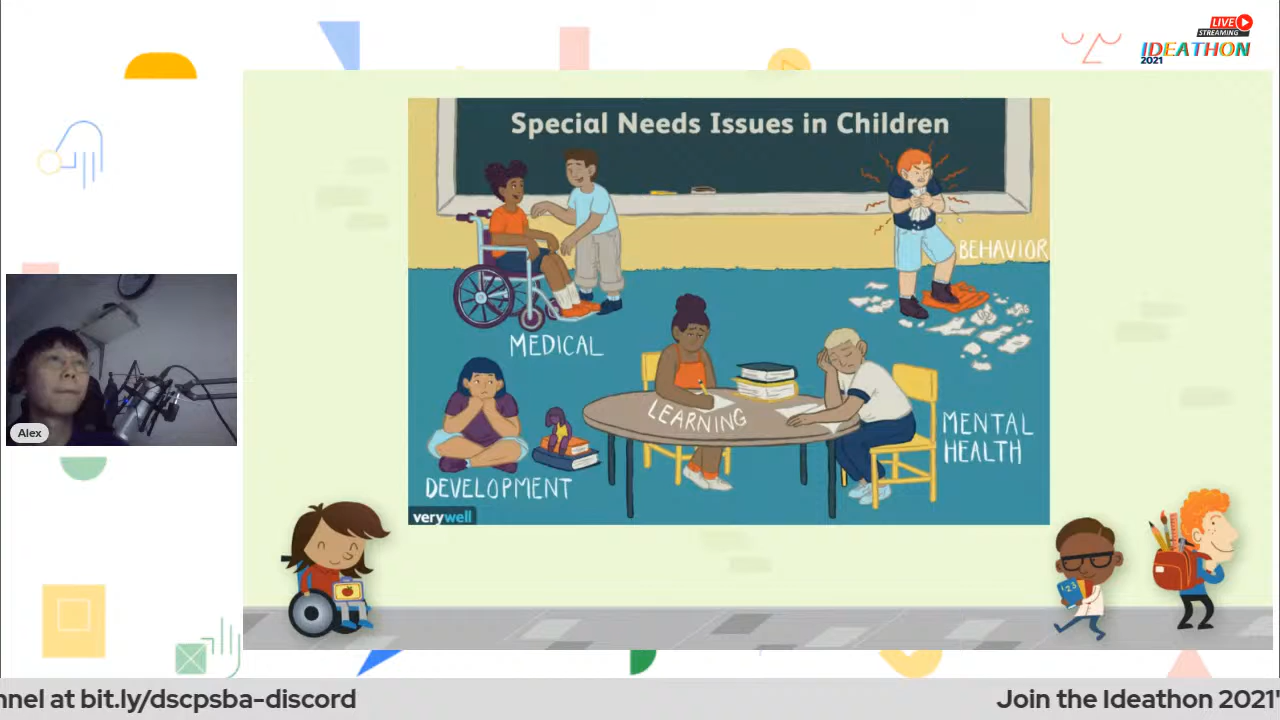 LIVE
STREAMING
IDEATHON
2021
Special Needs Issues in Children
BEHAVIOR
MEDICAL
LEARNING
MENTAL
HEALTH
DEVELOPMENT
verywell
Alex
123
nnel at bit.ly/dscpsba-discord
Join the Ideathon 2021'